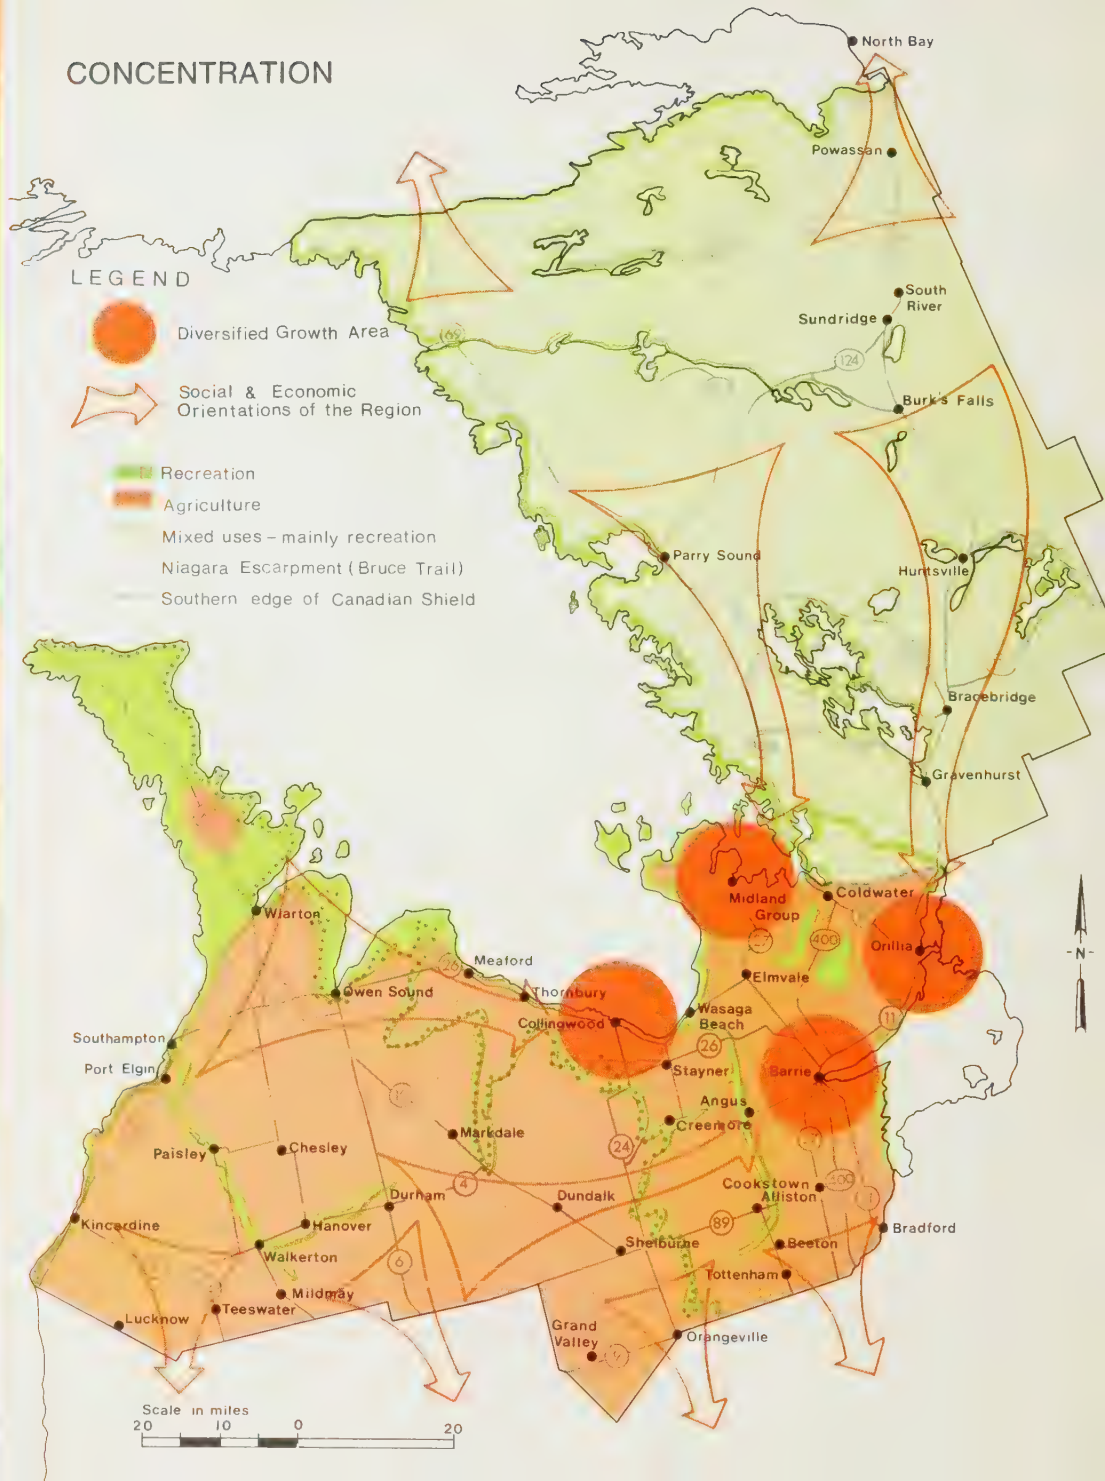 CONCENTRATION
North Bay
Powassan
LEGEND
Diversified Growth Area
Social & Economic
Orientations of the Region
Recreation
Agriculture
Mixed uses – mainly recreation
Niagara Escarpment (Bruce Trail)
Southern edge of Canadian Shield
South
River
Sundridge
69
124
Burk's Falls
Parry Sound
Huntsville
Bracebridge
Gravenhurst
Midland
Group
Coldwater
400
Orillia
Wiarton
Meaford
26
Owen Sound
Thornbury
Collingwood
Elmvale
Wasaga
Beach
11
26
N
Southampton
Port Elgin
Stayner
Barrie
Angus
Creemore
Markdale
24
Paisley
Chesley
4
Durham
Dundalk
Cookstown
Alliston
400
Kincardine
Hanover
89
Bradford
Walkerton
6
Shelburne
Beeton
Tottenham
Mildmay
Teeswater
Lucknow
Grand
Valley
9
Orangeville
Scale in miles
20 10 0 20